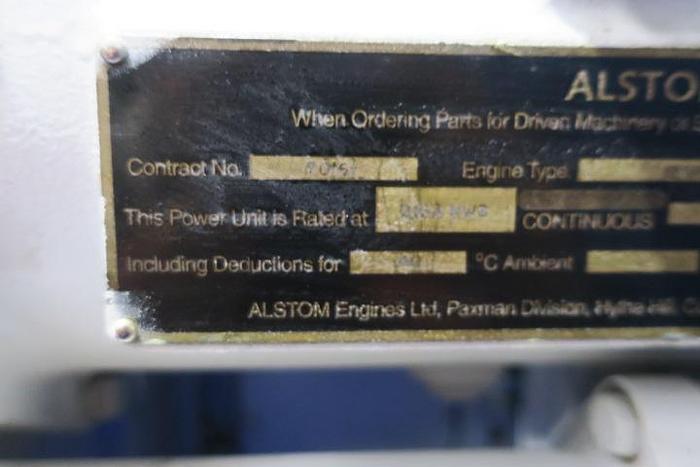 ALSTO
When Ordering Parts for Driven Machinery
Contract No. Engine Type
This Power Unit is Rated at CONTINUOUS
Including Deductions for °C Ambient
ALSTOM Engines Ltd, Paxman Division, Hythe Hill, C